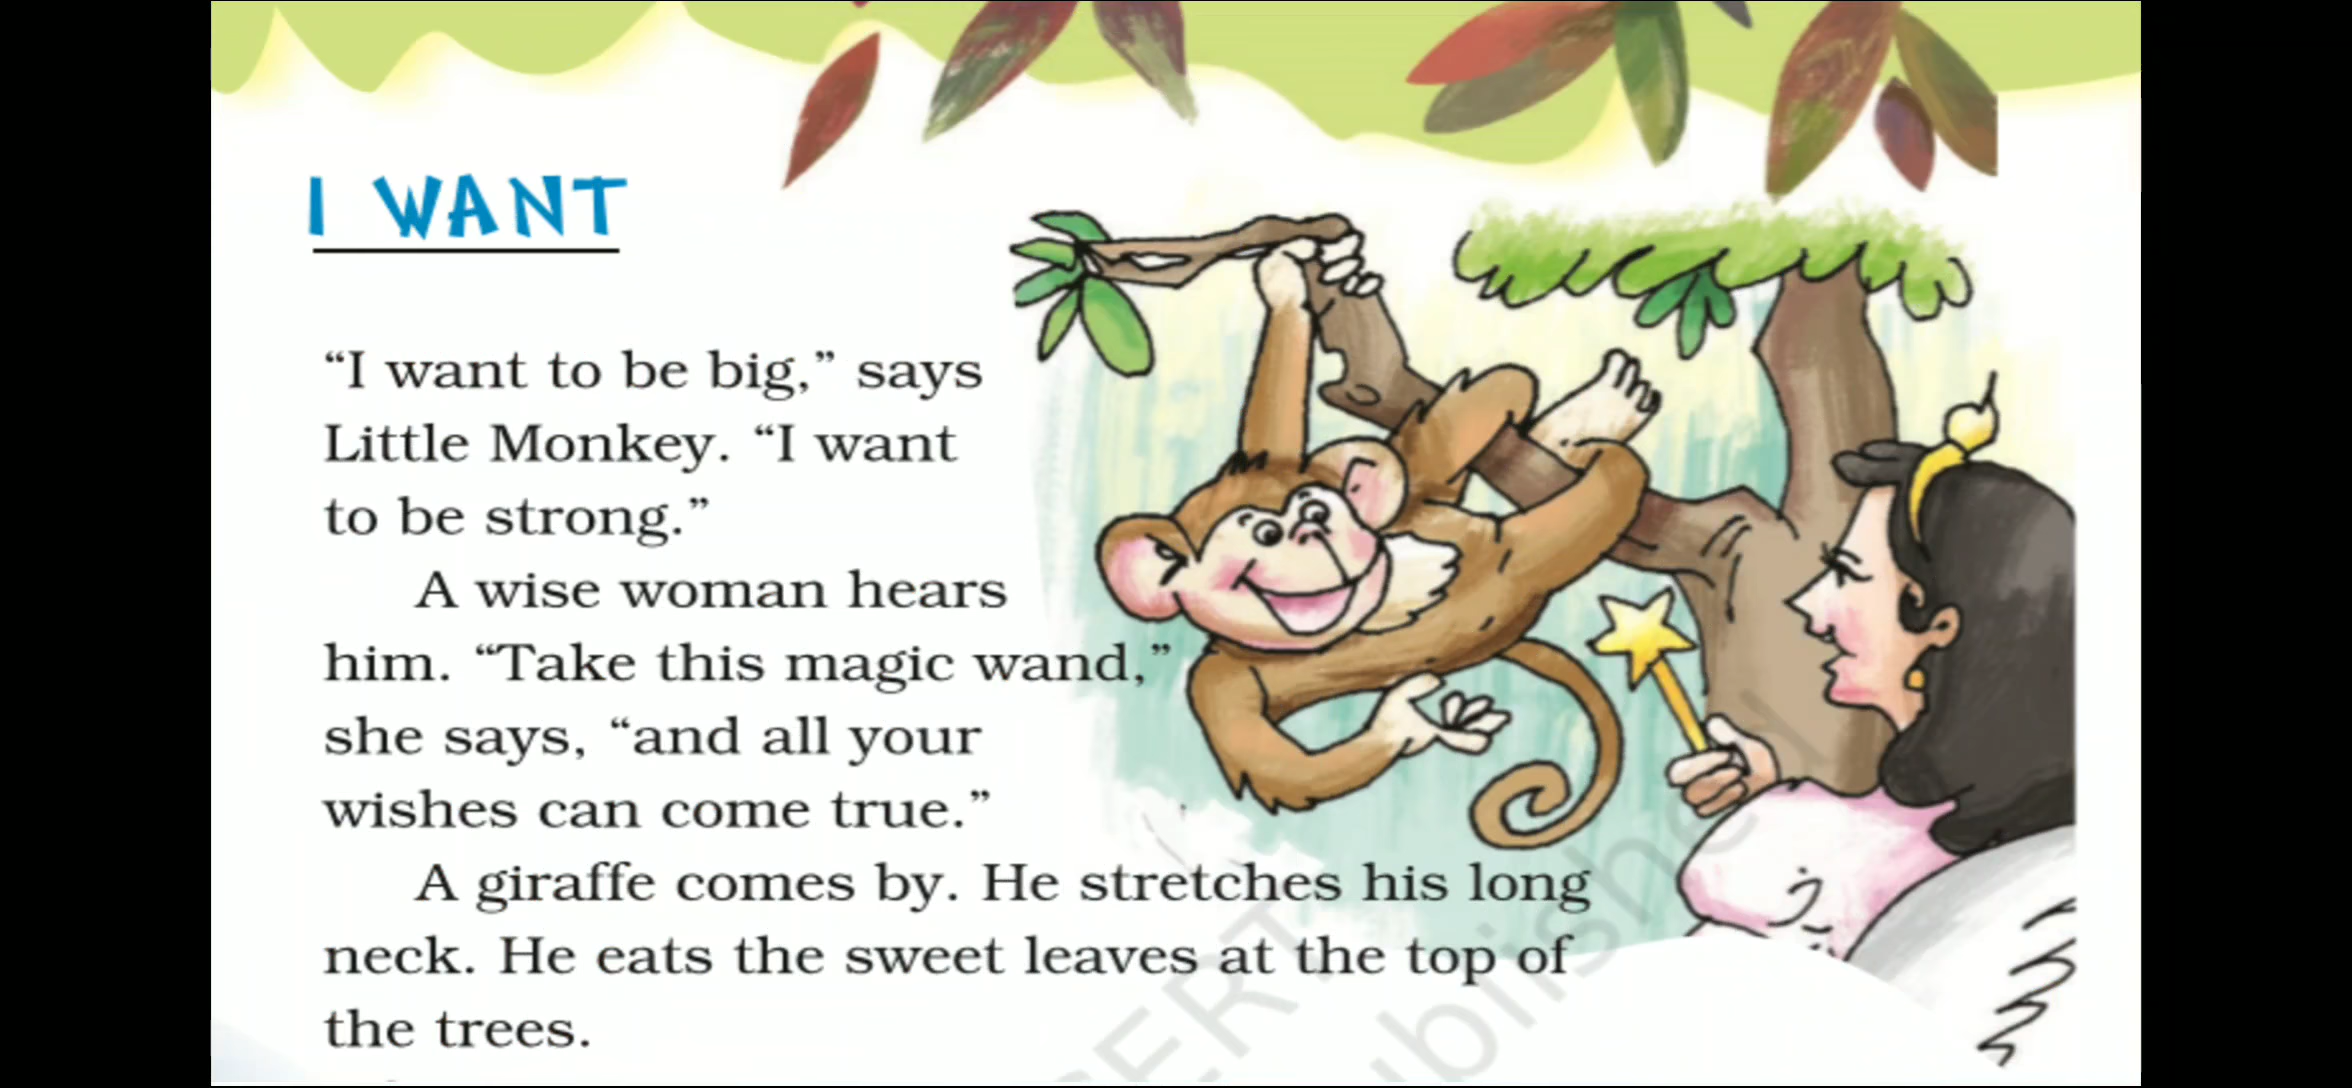 I WANT
“I want to be big,” says
Little Monkey. “I want
to be strong.”
A wise woman hears
him. “Take this magic wand,”
she says, “and all your
wishes can come true.”
A giraffe comes by. He stretches his long
neck. He eats the sweet leaves at the top of
the trees.